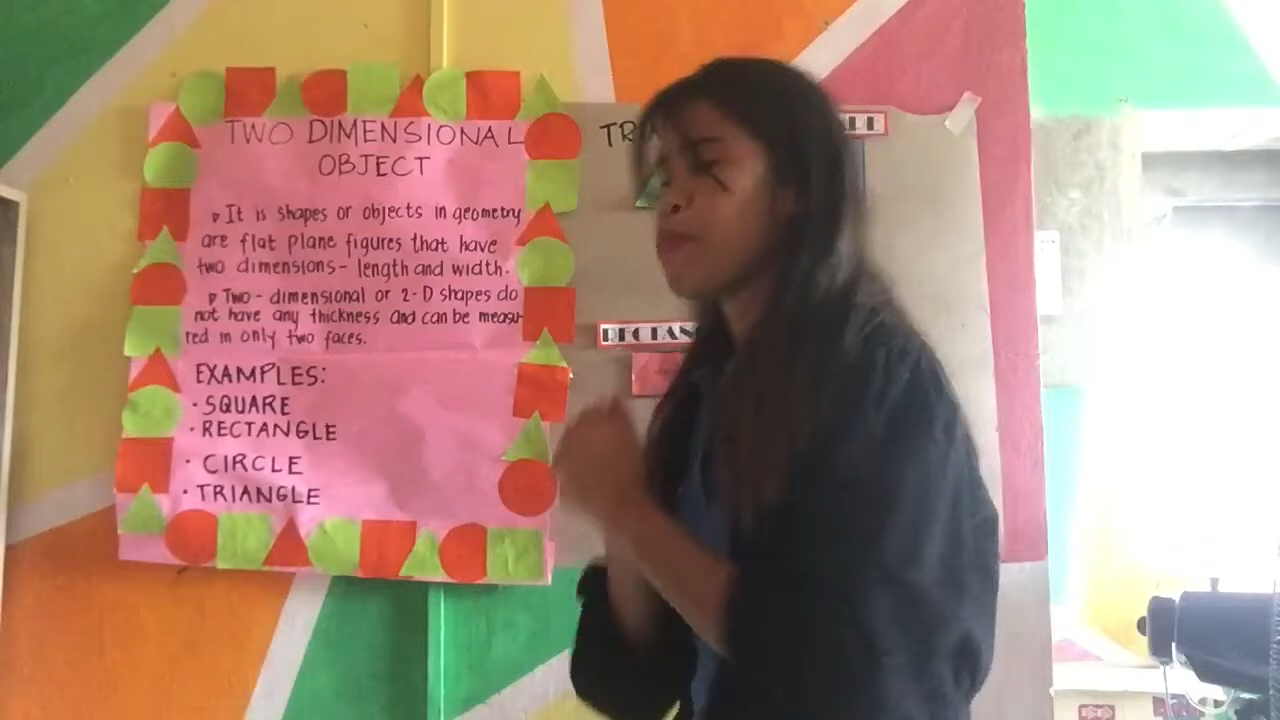 TWO DIMENSIONAL
OBJECT
It is shapes or objects in geometry
are flat plane figures that have
two dimensions - length and width.
Two - dimensional or 2-D shapes do
not have any thickness and can be measu-
red in only two faces.
EXAMPLES:
• SQUARE
• RECTANGLE
• CIRCLE
• TRIANGLE
TR
RECTAN